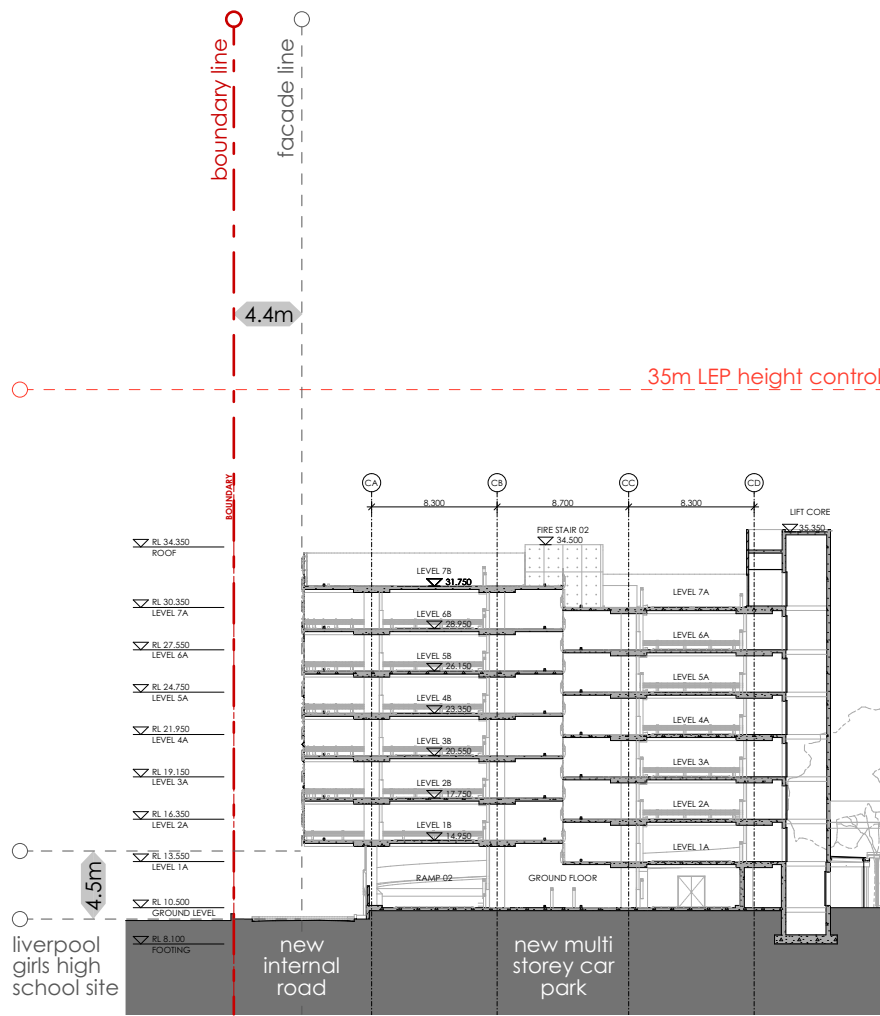 boundary line
facade line
4.4m
35m LEP height control
BOUNDARY
CA
CB
CC
CD
8.300
8.700
8.300
LIFT CORE
35.350
FIRE STAIR 02
34.500
RL 34.350
ROOF
LEVEL 7B
31.750
LEVEL 7A
RL 30.350
LEVEL 7A
LEVEL 6B
28.950
LEVEL 6A
RL 27.550
LEVEL 6A
LEVEL 5B
26.150
LEVEL 5A
RL 24.750
LEVEL 5A
LEVEL 4B
23.350
LEVEL 4A
RL 21.950
LEVEL 4A
LEVEL 3B
20.550
LEVEL 3A
RL 19.150
LEVEL 3A
LEVEL 2B
17.750
LEVEL 2A
RL 16.350
LEVEL 2A
LEVEL 1B
14.950
LEVEL 1A
RL 13.550
LEVEL 1A
4.5m
RAMP 02
GROUND FLOOR
RL 10.500
GROUND LEVEL
RL 8.100
FOOTING
liverpool
girls high
school site
new
internal
road
new multi
storey car
park